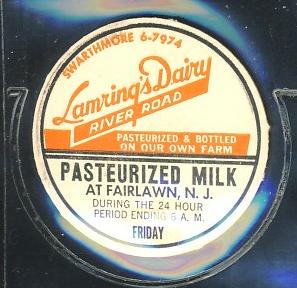 SWARTHMORE 6-7974
Lamring's Dairy
RIVER ROAD
PASTEURIZED & BOTTLED
ON OUR OWN FARM
PASTEURIZED MILK
AT FAIRLAWN, N. J.
DURING THE 24 HOUR
PERIOD ENDING 6 A. M.
FRIDAY